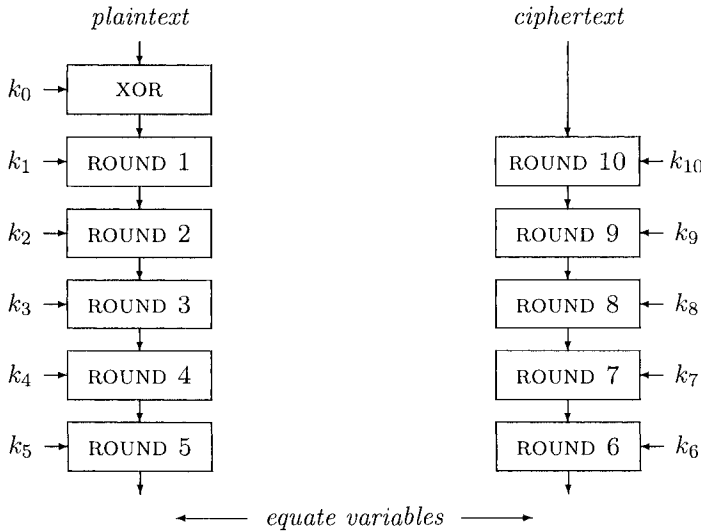 plaintext ciphertext
k0 XOR
k1 ROUND 1 ROUND 10 k10
k2 ROUND 2 ROUND 9 k9
k3 ROUND 3 ROUND 8 k8
k4 ROUND 4 ROUND 7 k7
k5 ROUND 5 ROUND 6 k6
equate variables